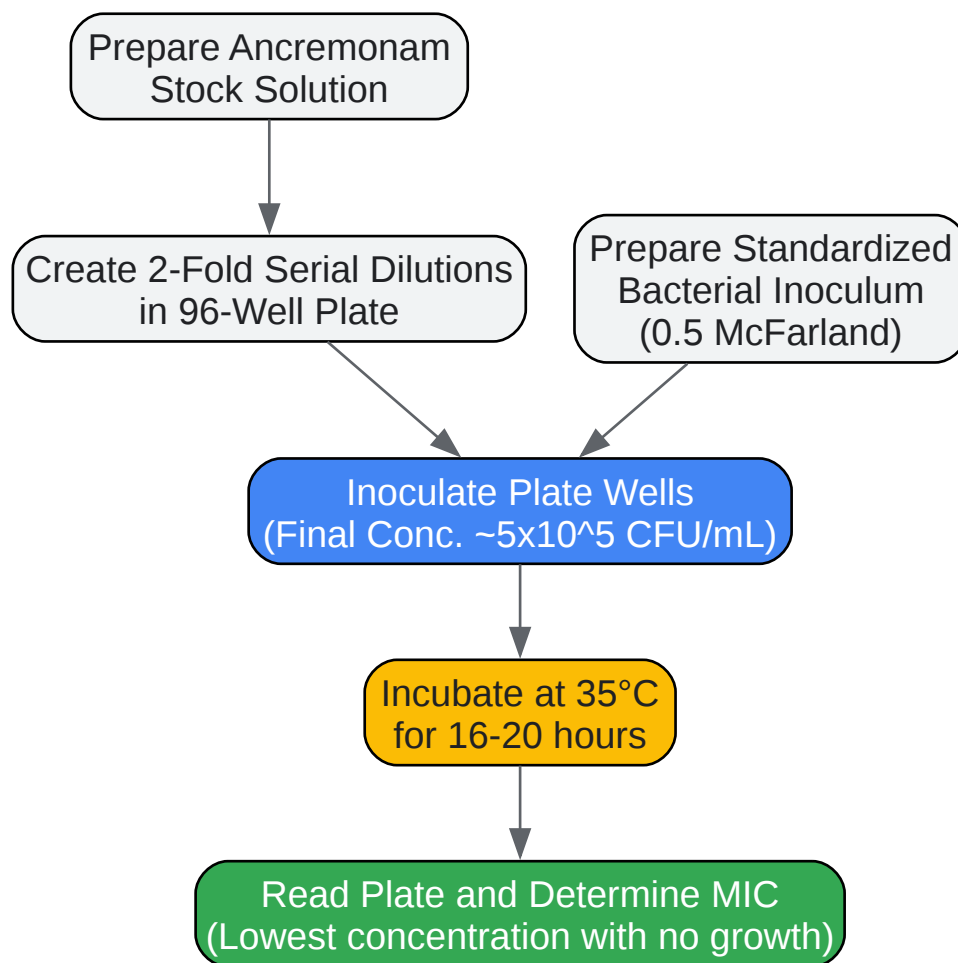 Prepare Ancremonam
Stock Solution
Create 2-Fold Serial Dilutions
in 96-Well Plate
Prepare Standardized
Bacterial Inoculum
(0.5 McFarland)
Inoculate Plate Wells
(Final Conc. ~5x10^5 CFU/mL)
Incubate at 35°C
for 16-20 hours
Read Plate and Determine MIC
(Lowest concentration with no growth)